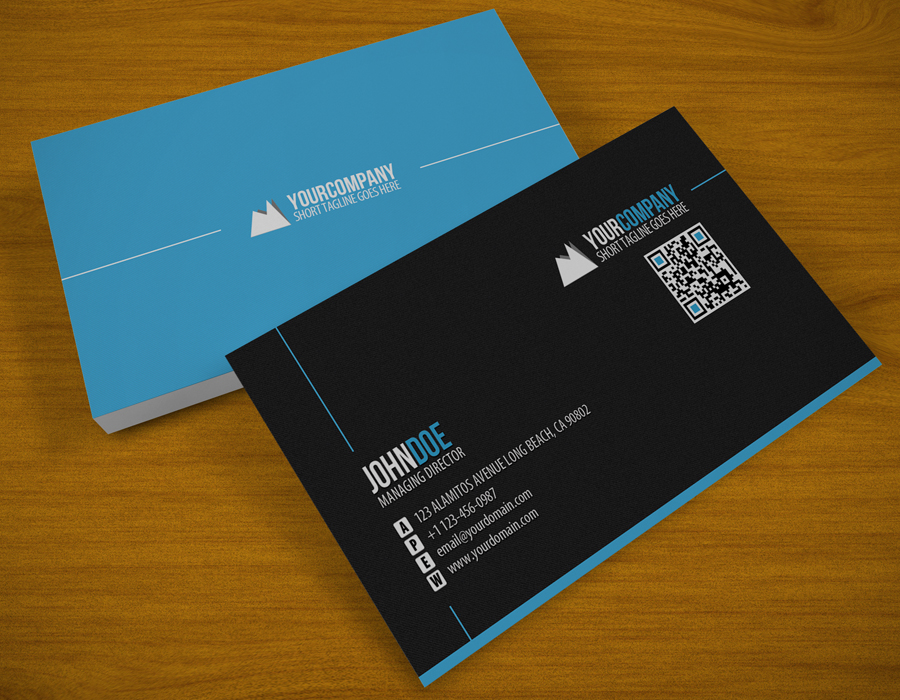 YOURCOMPANY
SHORT TAGLINE GOES HERE
YOURCOMPANY
SHORT TAGLINE GOES HERE
JOHNDOE
MANAGING DIRECTOR
A 123 ALAMITOS AVENUE LONG BEACH, CA 90802
P +1 123-456-0987
E email@yourdomain.com
W www.yourdomain.com